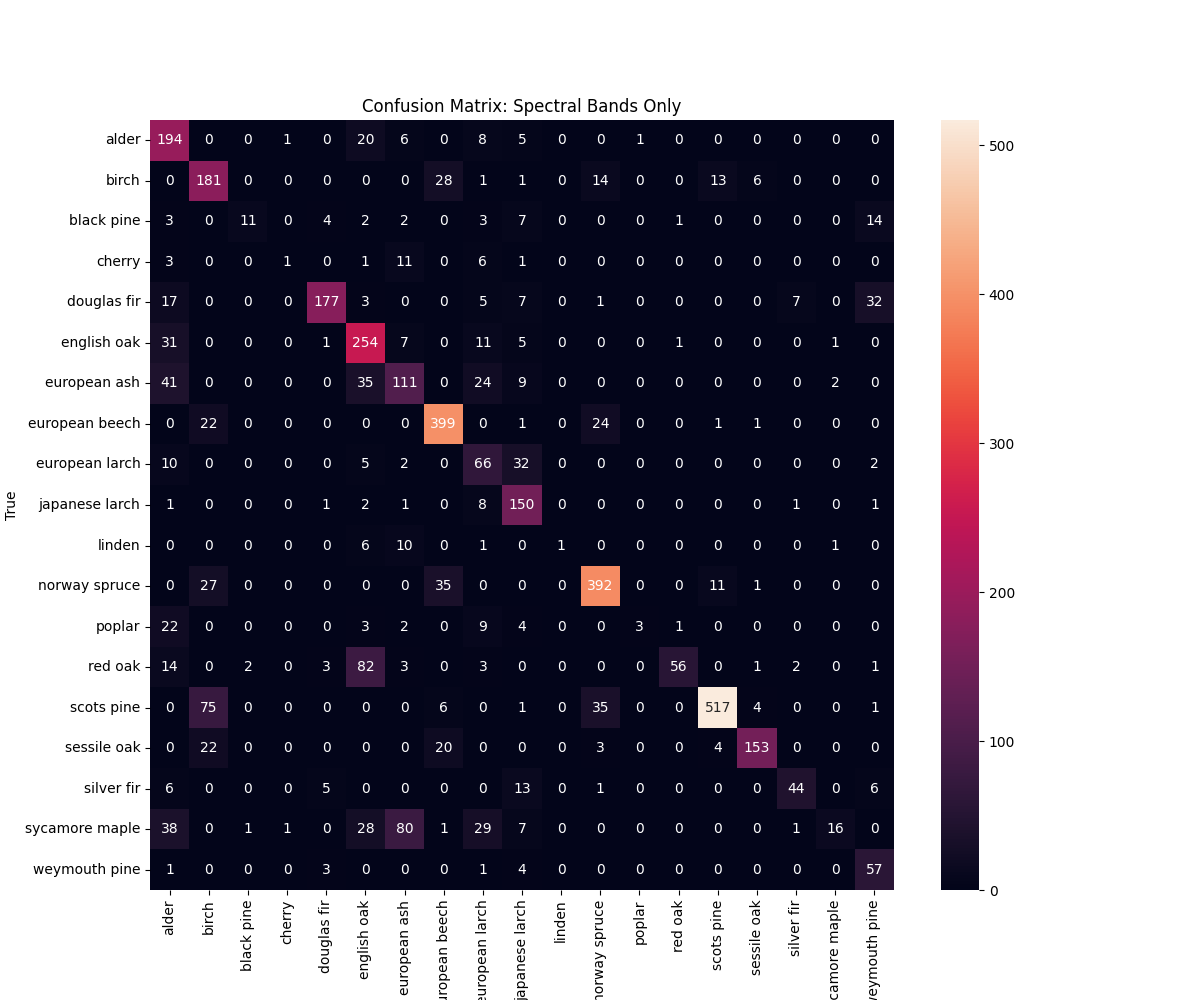 Confusion Matrix: Spectral Bands Only
alder 194 0 0 1 0 20 6 0 8 5 0 0 1 0 0 0 0 0 0
birch 0 181 0 0 0 0 0 28 1 1 0 14 0 0 13 6 0 0 0
black pine 3 0 11 0 4 2 2 0 3 7 0 0 0 1 0 0 0 0 14
cherry 3 0 0 1 0 1 11 0 6 1 0 0 0 0 0 0 0 0 0
douglas fir 17 0 0 0 177 3 0 0 5 7 0 1 0 0 0 0 7 0 32
english oak 31 0 0 0 1 254 7 0 11 5 0 0 0 1 0 0 0 1 0
european ash 41 0 0 0 0 35 111 0 24 9 0 0 0 0 0 0 0 2 0
european beech 0 22 0 0 0 0 0 399 0 1 0 24 0 0 1 1 0 0 0
european larch 10 0 0 0 0 5 2 0 66 32 0 0 0 0 0 0 0 0 2
japanese larch 1 0 0 0 1 2 1 0 8 150 0 0 0 0 0 0 1 0 1
linden 0 0 0 0 0 6 10 0 1 0 1 0 0 0 0 0 0 1 0
norway spruce 0 27 0 0 0 0 0 35 0 0 0 392 0 0 11 1 0 0 0
poplar 22 0 0 0 0 3 2 0 9 4 0 0 3 1 0 0 0 0 0
red oak 14 0 2 0 3 82 3 0 3 0 0 0 0 56 0 1 2 0 1
scots pine 0 75 0 0 0 0 0 6 0 1 0 35 0 0 517 4 0 0 1
sessile oak 0 22 0 0 0 0 0 20 0 0 0 3 0 0 4 153 0 0 0
silver fir 6 0 0 0 5 0 0 0 0 13 0 1 0 0 0 0 44 0 6
sycamore maple 38 0 1 1 0 28 80 1 29 7 0 0 0 0 0 0 1 16 0
weymouth pine 1 0 0 0 3 0 0 0 1 4 0 0 0 0 0 0 0 0 57
True
alder
birch
black pine
cherry
douglas fir
english oak
european ash
uropean beech
european larch
japanese larch
linden
norway spruce
poplar
red oak
scots pine
sessile oak
silver fir
camore maple
weymouth pine
500
400
300
200
100
0